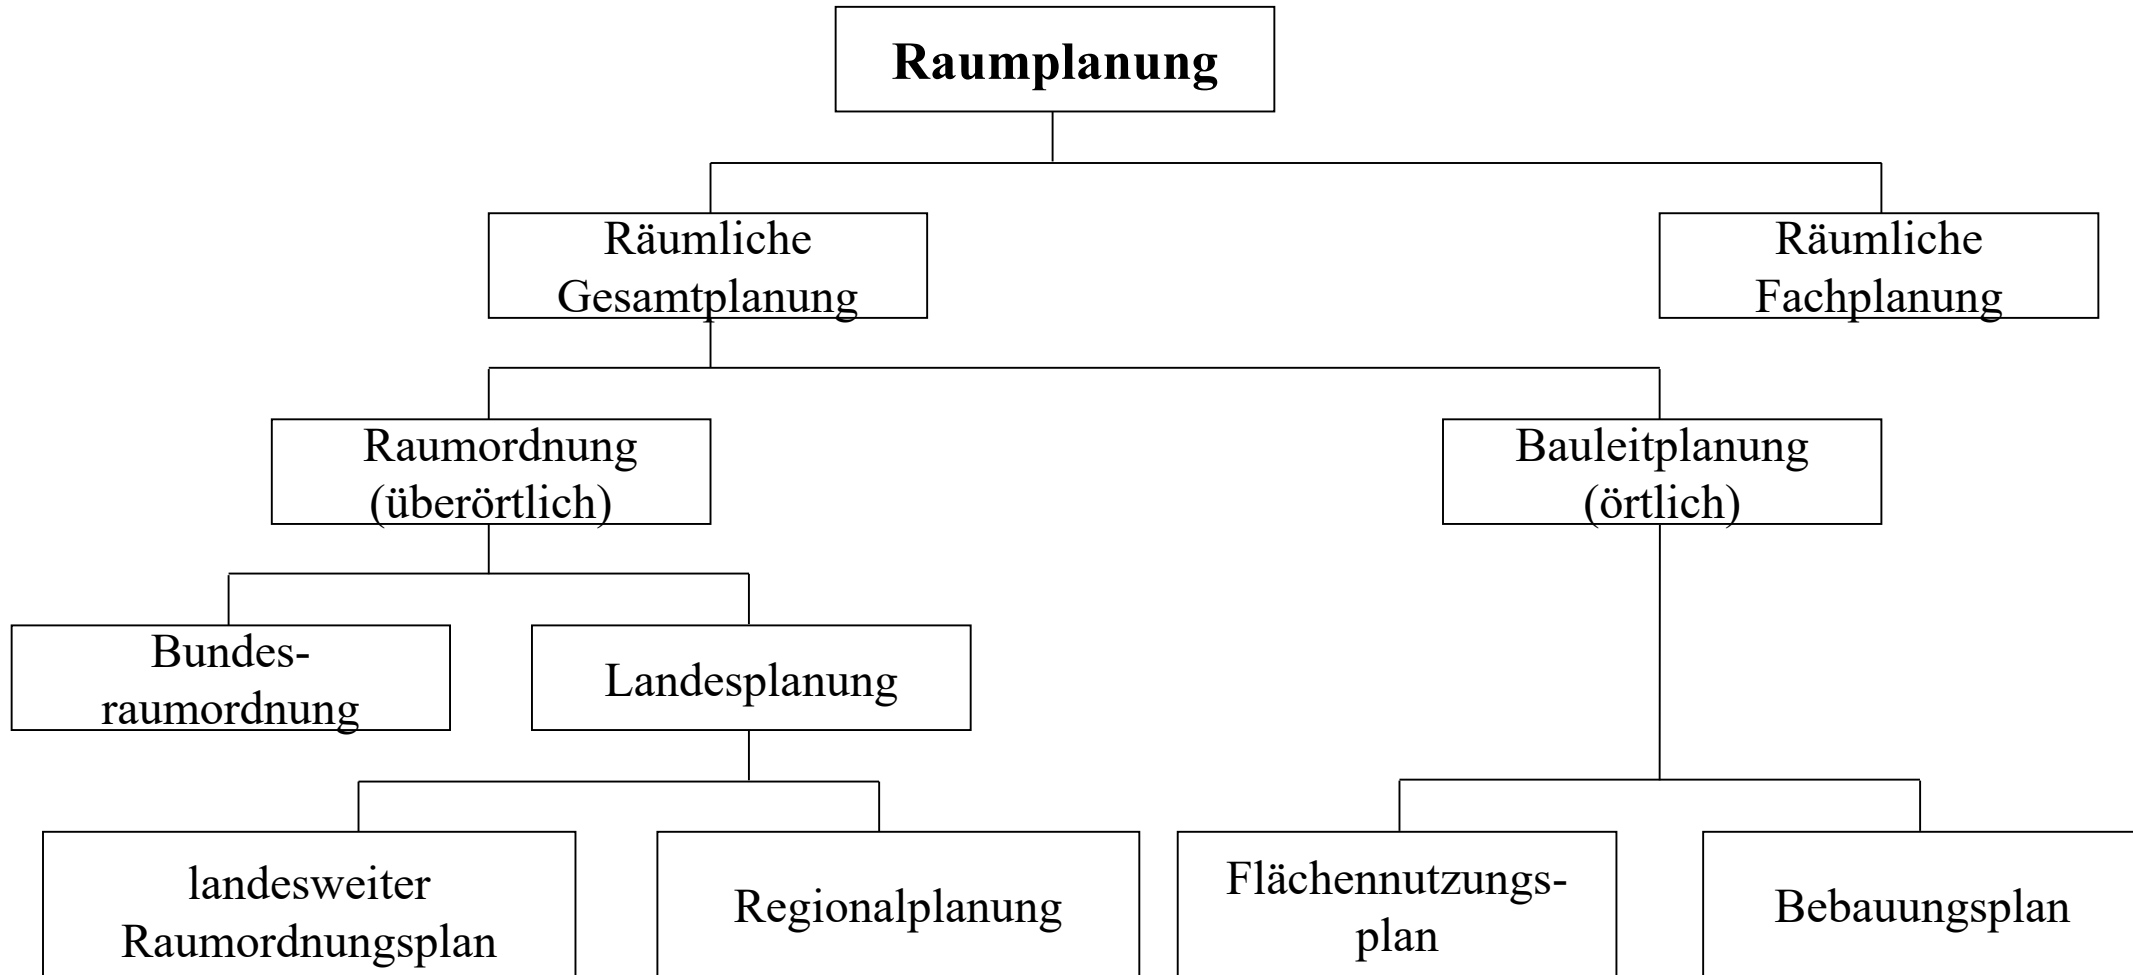 Raumplanung
Räumliche
Gesamtplanung
Räumliche
Fachplanung
Raumordnung
(überörtlich)
Bauleitplanung
(örtlich)
Bundes-
raumordnung
Landesplanung
landesweiter
Raumordnungsplan
Regionalplanung
Flächennutzungs-
plan
Bebauungsplan